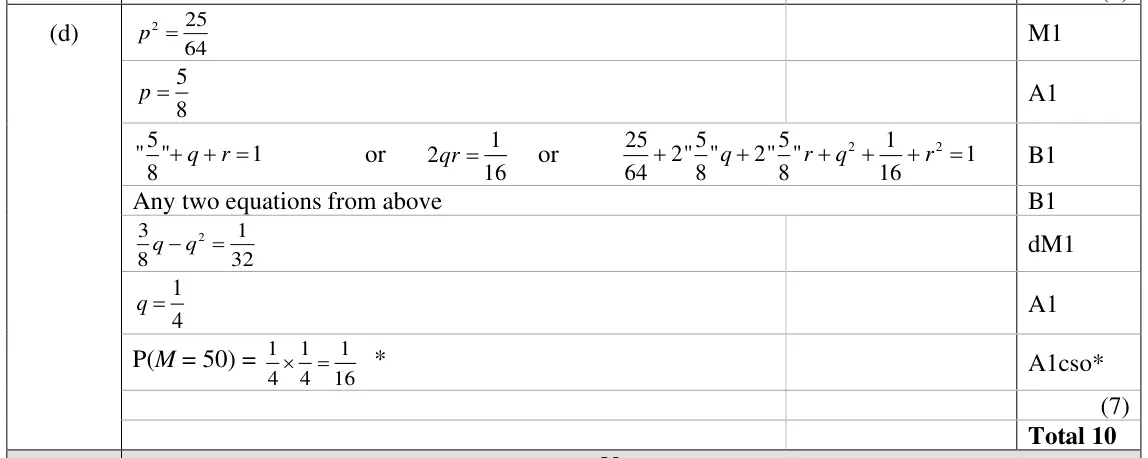 (d) p² = 25/64 M1
p = 5/8 A1
"5/8"+ q + r = 1 or 2qr = 1/16 or 25/64 + 2"5/8"q + 2"5/8"r + q² + 1/16 + r² = 1 B1
Any two equations from above B1
3/8 q − q² = 1/32 dM1
q = 1/4 A1
P(M = 50) = 1/4 × 1/4 = 1/16 * A1cso*
(7)
Total 10